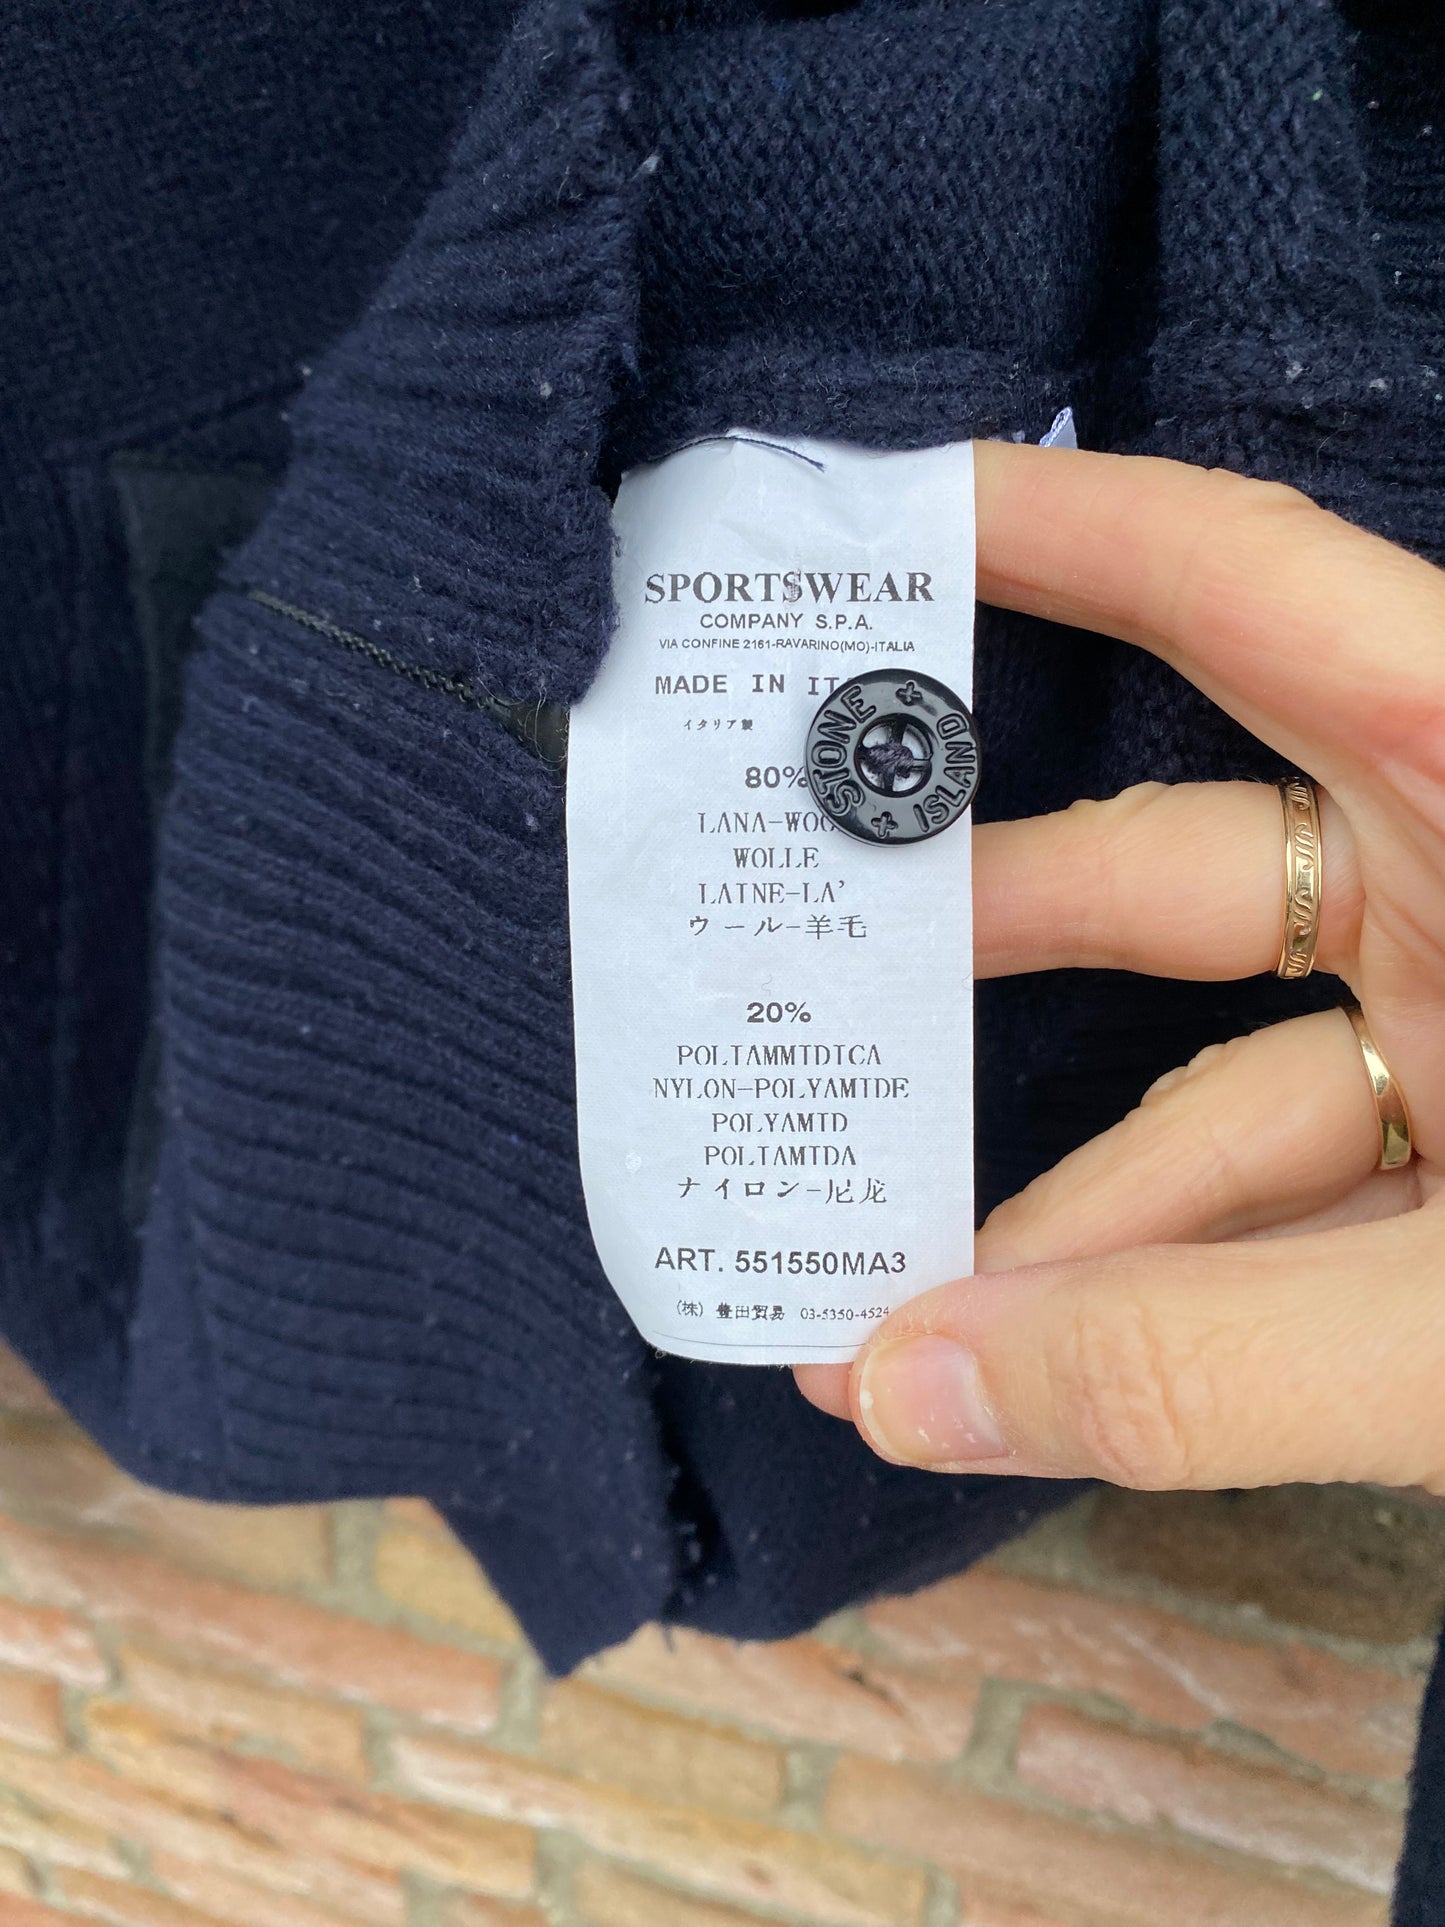 SPORTSWEAR
COMPANY S.P.A.
VIA CONFINE 2161-RAVARINO(MO)-ITALIA
MADE IN
イタリア製
STONE ISLAND
80%
LANA-WOO
WOLLE
LAINE-LA'
ウール-羊毛
20%
POLIAMMIDICA
NYLON-POLYAMIDE
POLYAMID
POLIAMIDA
ナイロン-尼龙
ART. 551550MA3
(株) 豊田貿易 03-5350-4524